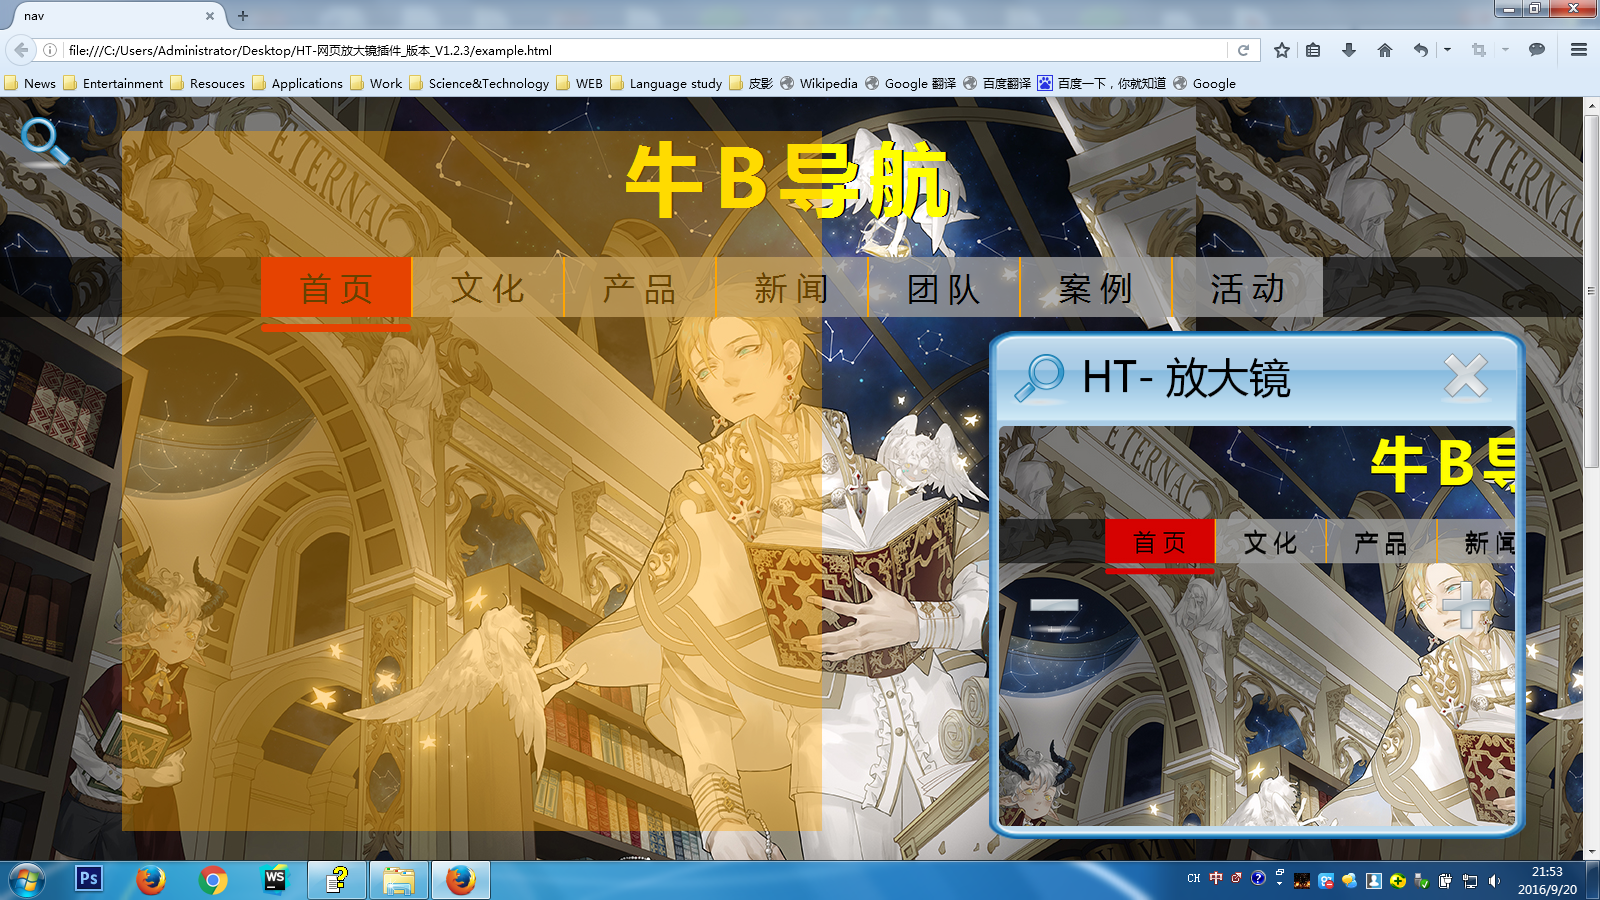 nav
file:///C:/Users/Administrator/Desktop/HT-网页放大镜插件_版本_V1.2.3/example.html
News Entertainment Resouces Applications Work Science&Technology WEB Language study 皮影 Wikipedia Google 翻译 百度翻译 百度一下，你就知道 Google
ETERNAL
ETERNAL
牛B导航
首页 文化 产品 新闻 团队 案例 活动
HT- 放大镜
ETERNAL
牛B导
首页 文化 产品 新闻
Ps
WS
CH 中
21:53
2016/9/20